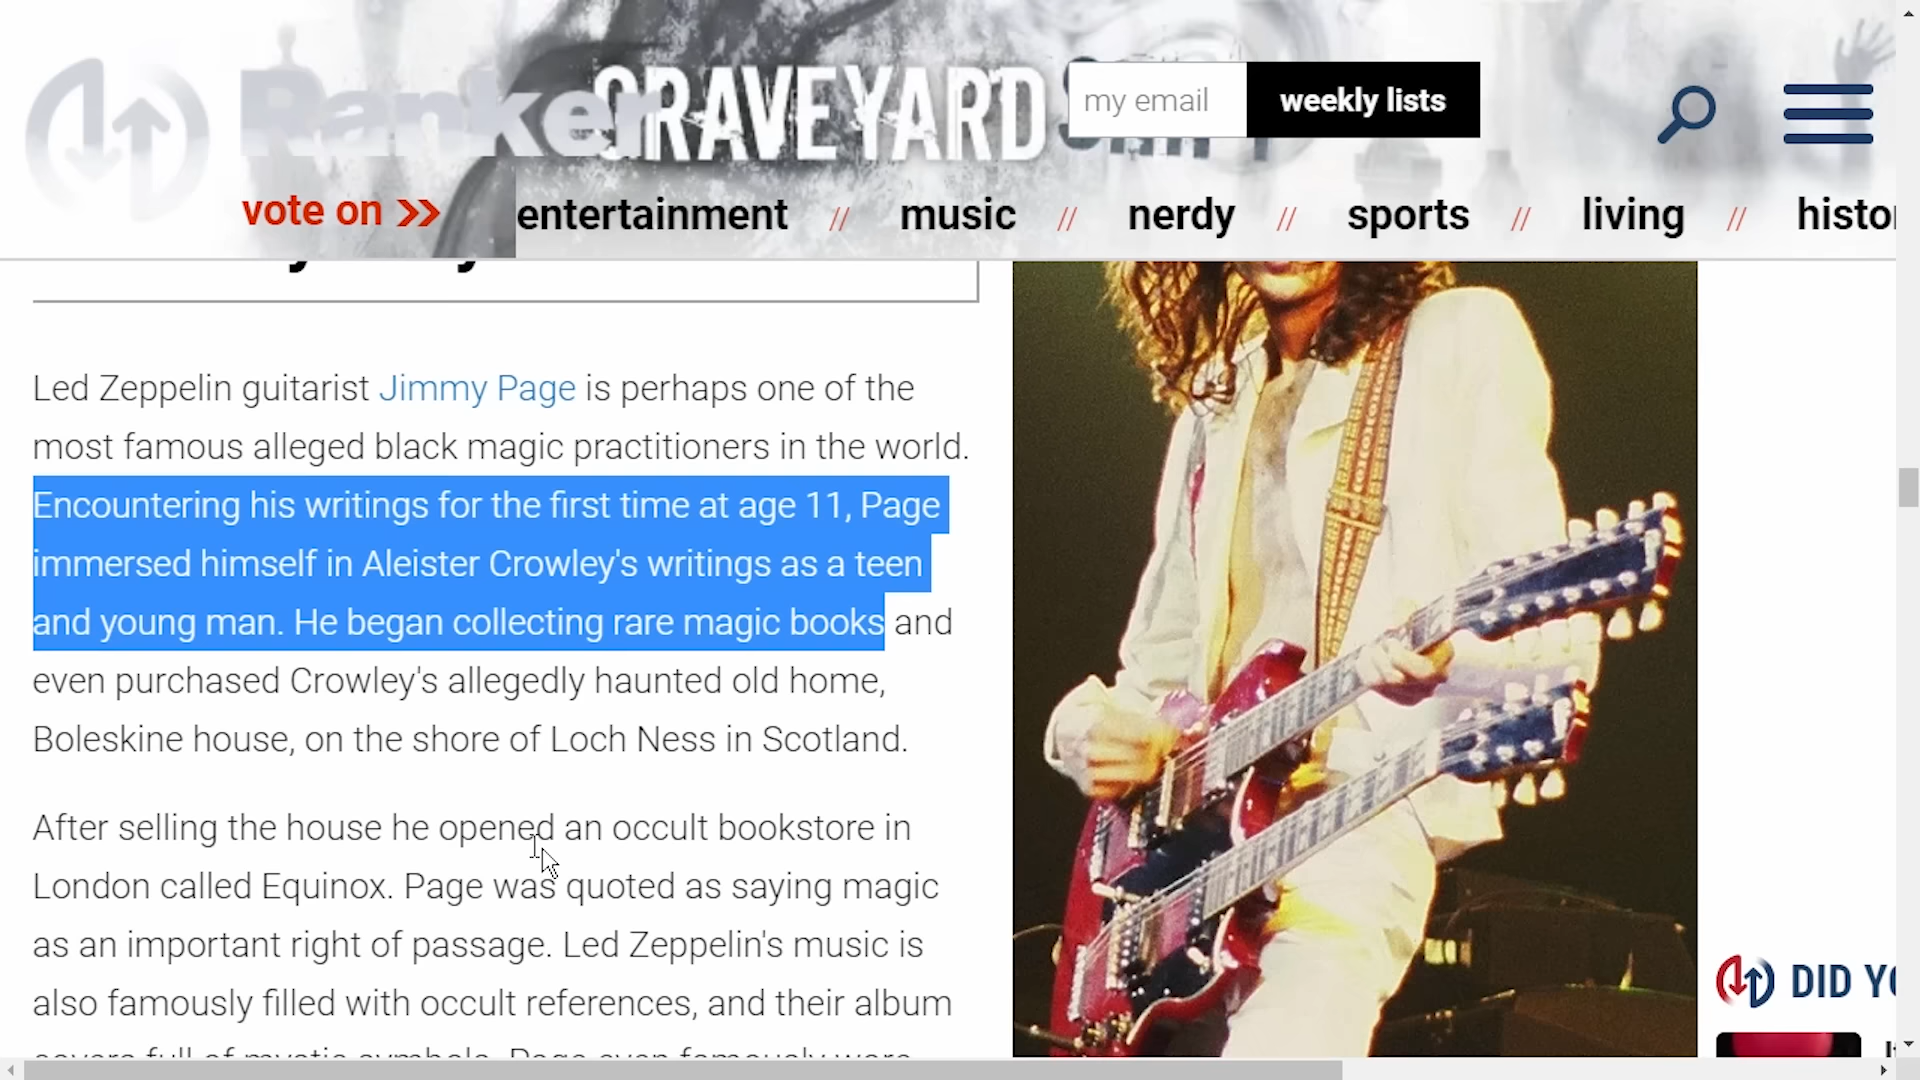 Ranker
GRAVEYARD
my email
weekly lists
vote on >>
entertainment // music // nerdy // sports // living // histor
Led Zeppelin guitarist Jimmy Page is perhaps one of the
most famous alleged black magic practitioners in the world.
Encountering his writings for the first time at age 11, Page
immersed himself in Aleister Crowley's writings as a teen
and young man. He began collecting rare magic books and
even purchased Crowley's allegedly haunted old home,
Boleskine house, on the shore of Loch Ness in Scotland.
After selling the house he opened an occult bookstore in
London called Equinox. Page was quoted as saying magic
as an important right of passage. Led Zeppelin's music is
also famously filled with occult references, and their album
DID YO